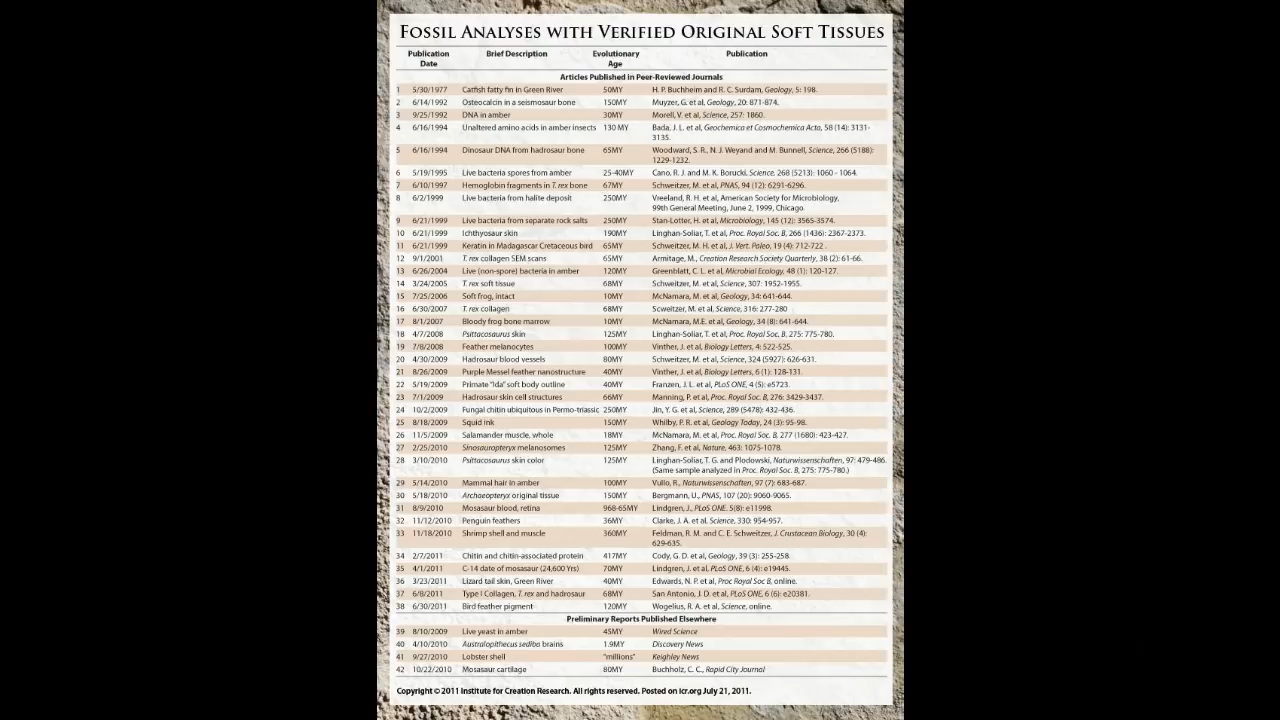 FOSSIL ANALYSES WITH VERIFIED ORIGINAL SOFT TISSUES
Publication Date Brief Description Evolutionary Age Publication
Articles Published in Peer-Reviewed Journals
1 5/30/1977 Catfish fatty fin in Green River 50MY H. P. Buchheim and R. C. Surdam, Geology, 5: 198.
2 6/14/1992 Osteocalcin in a seismosaur bone 150MY Muyzer, G. et al, Geology, 20: 871-874.
3 9/25/1992 DNA in amber 30MY Morell, V. et al, Science, 257: 1860.
4 6/16/1994 Unaltered amino acids in amber insects 130 MY Bada, J. L. et al, Geochemica et Cosmochemica Acta, 58 (14): 3131-
3135.
5 6/16/1994 Dinosaur DNA from hadrosaur bone 65MY Woodward, S. R., N. J. Weyand and M. Bunnell, Science, 266 (5188):
1229-1232.
6 5/19/1995 Live bacteria spores from amber 25-40MY Cano, R. J. and M. K. Borucki, Science, 268 (5213): 1060 - 1064.
7 6/10/1997 Hemoglobin fragments in T. rex bone 67MY Schweitzer, M. et al, PNAS, 94 (12): 6291-6296.
8 6/2/1999 Live bacteria from halite deposit 250MY Vreeland, R. H. et al, American Society for Microbiology,
99th General Meeting, June 2, 1999, Chicago.
9 6/21/1999 Live bacteria from separate rock salts 250MY Stan-Lotter, H. et al, Microbiology, 145 (12): 3565-3574.
10 6/21/1999 Ichthyosaur skin 190MY Linghan-Soliar, T. et al, Proc. Royal Soc. B, 266 (1436): 2367-2373.
11 6/21/1999 Keratin in Madagascar Cretaceous bird 65MY Schweitzer, M. H. et al, J. Vert. Paleo, 19 (4): 712-722 .
12 9/1/2001 T. rex collagen SEM scans 65MY Armitage, M., Creation Research Society Quarterly, 38 (2): 61-66.
13 6/26/2004 Live (non-spore) bacteria in amber 120MY Greenblatt, C. L. et al, Microbial Ecology, 48 (1): 120-127.
14 3/24/2005 T. rex soft tissue 68MY Schweitzer, M. et al, Science, 307: 1952-1955.
15 7/25/2006 Soft frog, intact 10MY McNamara, M. et al, Geology, 34: 641-644.
16 6/30/2007 T. rex collagen 68MY Scweitzer, M. et al, Science, 316: 277-280
17 8/1/2007 Bloody frog bone marrow 10MY McNamara, M.E. et al, Geology, 34 (8): 641-644.
18 4/7/2008 Psittacosaurus skin 125MY Linghan-Soliar, T. et al, Proc. Royal Soc. B, 275: 775-780.
19 7/8/2008 Feather melanocytes 100MY Vinther, J. et al, Biology Letters, 4: 522-525.
20 4/30/2009 Hadrosaur blood vessels 80MY Schweitzer, M. et al, Science, 324 (5927): 626-631.
21 8/26/2009 Purple Messel feather nanostructure 40MY Vinther, J. et al, Biology Letters, 6 (1): 128-131.
22 5/19/2009 Primate "Ida" soft body outline 40MY Franzen, J. L. et al, PLoS ONE, 4 (5): e5723.
23 7/1/2009 Hadrosaur skin cell structures 66MY Manning, P. et al, Proc. Royal Soc. B, 276: 3429-3437.
24 10/2/2009 Fungal chitin ubiquitous in Permo-triassic 250MY Jin, Y. G. et al, Science, 289 (5478): 432-436.
25 8/18/2009 Squid ink 150MY Whilby, P. R. et al, Geology Today, 24 (3): 95-98.
26 11/5/2009 Salamander muscle, whole 18MY McNamara, M. et al, Proc. Royal Soc. B, 277 (1680): 423-427.
27 2/25/2010 Sinosauropteryx melanosomes 125MY Zhang, F. et al, Nature, 463: 1075-1078.
28 3/10/2010 Psittacosaurus skin color 125MY Linghan-Soliar, T. G. and Plodowski, Naturwissenschaften, 97: 479-486.
(Same sample analyzed in Proc. Royal Soc. B, 275: 775-780.)
29 5/14/2010 Mammal hair in amber 100MY Vullo, R., Naturwissenschaften, 97 (7): 683-687.
30 5/18/2010 Archaeopteryx original tissue 150MY Bergmann, U., PNAS, 107 (20): 9060-9065.
31 8/9/2010 Mosasaur blood, retina 968-65MY Lindgren, J., PLoS ONE, 5(8): e11998.
32 11/12/2010 Penguin feathers 36MY Clarke, J. A. et al. Science, 330: 954-957.
33 11/18/2010 Shrimp shell and muscle 360MY Feldman, R. M. and C. E. Schweitzer, J. Crustacean Biology, 30 (4):
629-635.
34 2/7/2011 Chitin and chitin-associated protein 417MY Cody, G. D. et al, Geology, 39 (3): 255-258.
35 4/1/2011 C-14 date of mosasaur (24,600 Yrs) 70MY Lindgren, J. et al, PLoS ONE, 6 (4): e19445.
36 3/23/2011 Lizard tail skin, Green River 40MY Edwards, N. P. et al, Proc Royal Soc B, online.
37 6/8/2011 Type I Collagen, T. rex and hadrosaur 68MY San Antonio, J. D. et al, PLoS ONE, 6 (6): e20381.
38 6/30/2011 Bird feather pigment 120MY Wogelius, R. A. et al, Science, online.
Preliminary Reports Published Elsewhere
39 8/10/2009 Live yeast in amber 45MY Wired Science
40 4/10/2010 Australopithecus sediba brains 1.9MY Discovery News
41 9/27/2010 Lobster shell "millions" Keighley News
42 10/22/2010 Mosasaur cartilage 80MY Buchholz, C. C., Rapid City Journal
Copyright © 2011 Institute for Creation Research. All rights reserved. Posted on icr.org July 21, 2011.